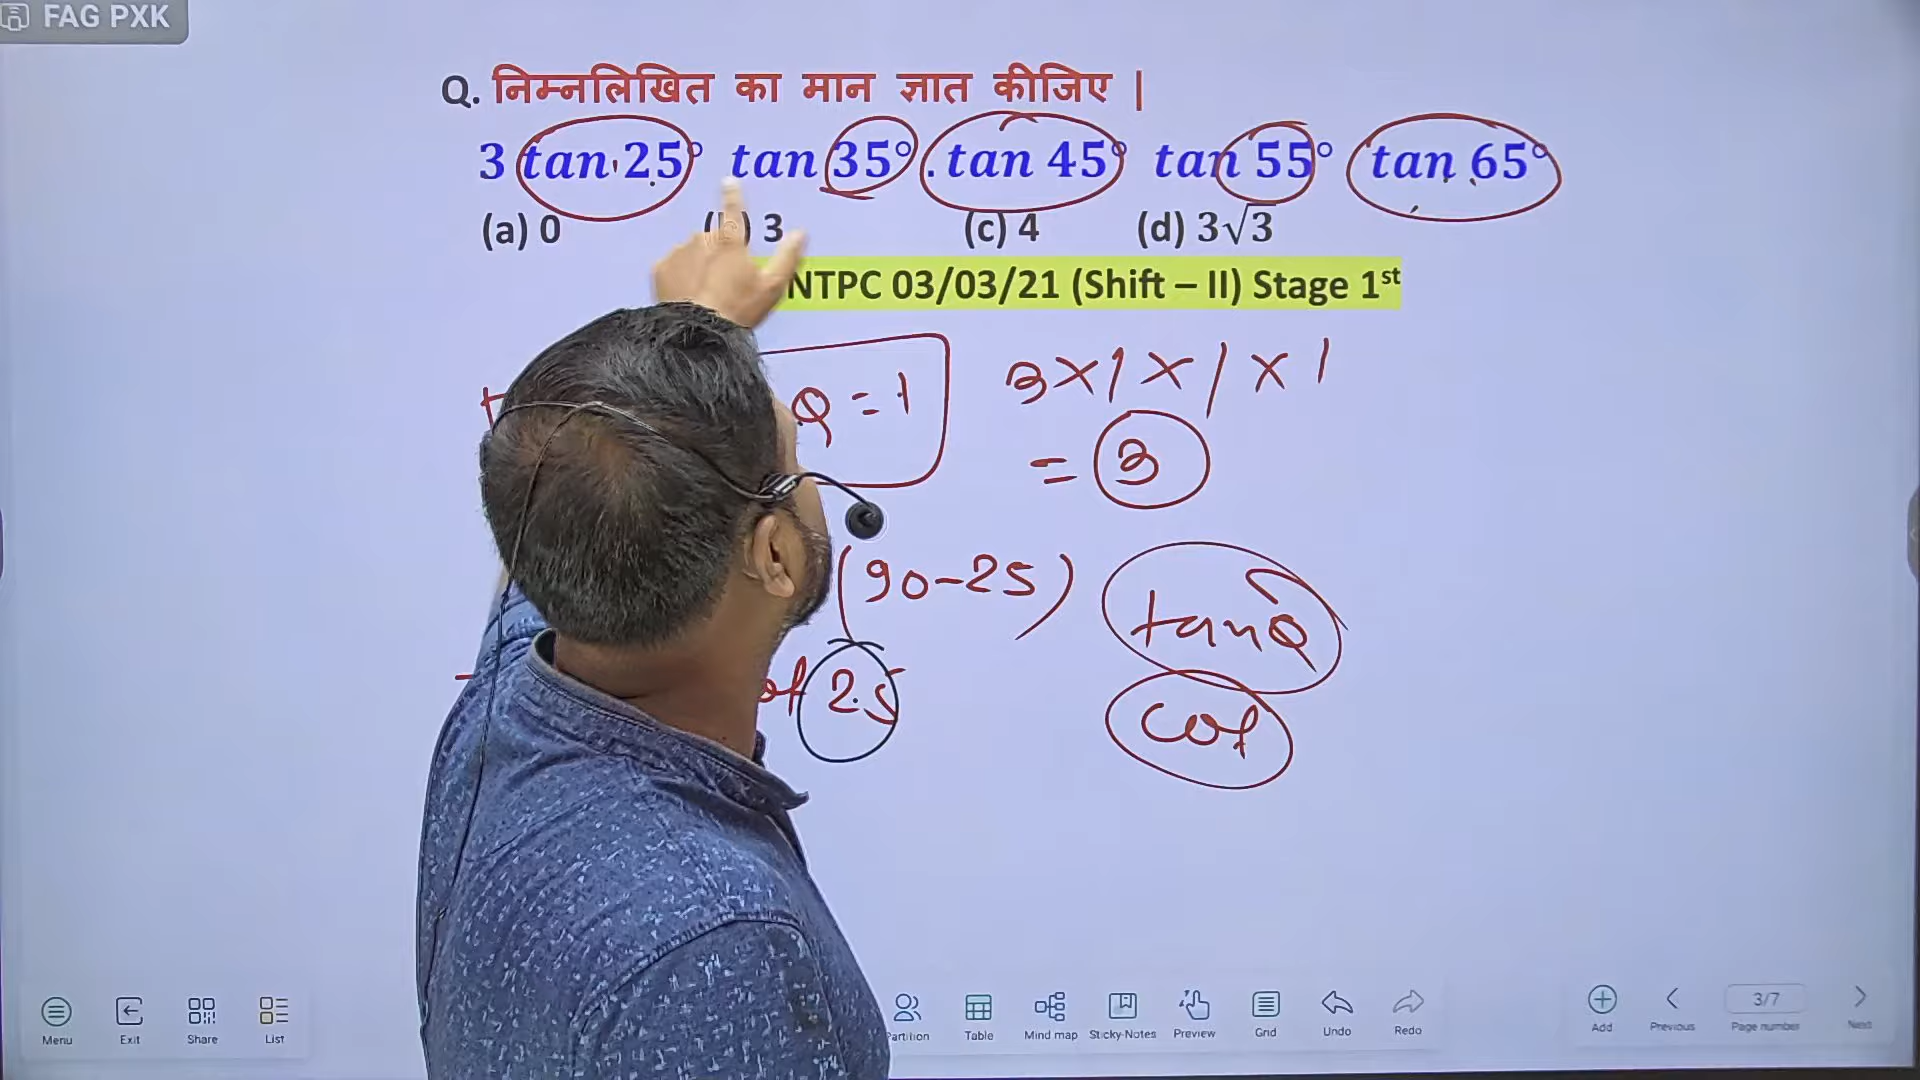 FAG PXK
Q. निम्नलिखित का मान ज्ञात कीजिए |
3 tan 25° tan 35° . tan 45° tan 55° tan 65°
(a) 0 3 (c) 4 (d) 3√3
NTPC 03/03/21 (Shift – II) Stage 1st
= 1
3 × 1 × 1 × 1
= 3
(90-25)
tanθ
25
cot
Menu Exit Share List Partition Table Mind map Sticky-Notes Preview Grid Undo Redo Add Previous 3/7 Page number Next